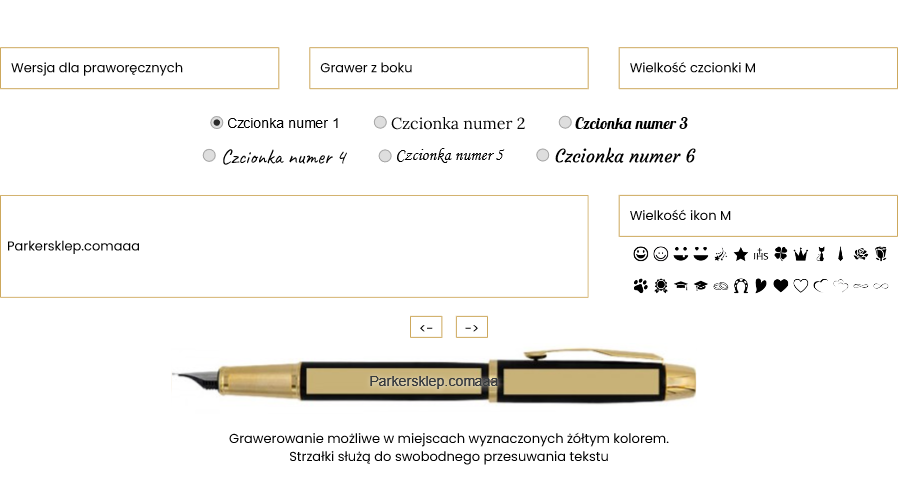 Wersja dla praworęcznych
Grawer z boku
Wielkość czcionki M
Czcionka numer 1
Czcionka numer 2
Czcionka numer 3
Czcionka numer 4
Czcionka numer 5
Czcionka numer 6
Parkersklep.comaaa
Wielkość ikon M
IHS
<-
->
Parkersklep.comaaa
Grawerowanie możliwe w miejscach wyznaczonych żółtym kolorem.
Strzałki służą do swobodnego przesuwania tekstu